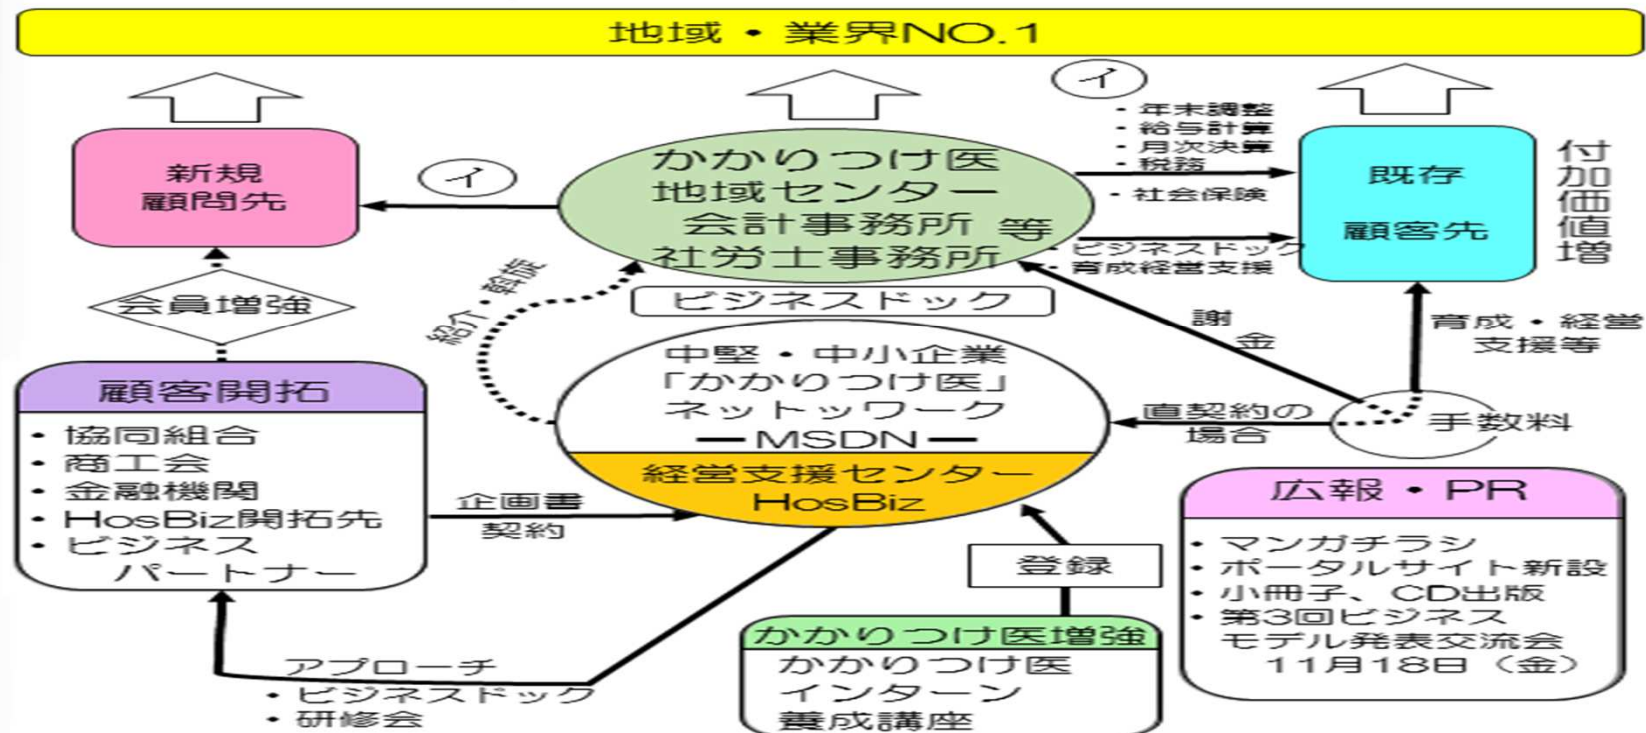 地域・業界NO.1
イ
・年末調整
・給与計算
・月次決算
・税務
・社会保険
・ビジネスドック
・育成経営支援
新規
顧問先
イ
かかりつけ医
地域センター
会計事務所 等
社労士事務所
既存
顧客先
付加価値増
会員増強
紹介・斡旋
ビジネスドック
謝金
育成・経営
支援等
中堅・中小企業
「かかりつけ医」
ネットッワーク
ーMSDNー
経営支援センター
HosBiz
直契約の
場合
手数料
顧客開拓
・協同組合
・商工会
・金融機関
・HosBiz開拓先
・ビジネス
パートナー
企画書
契約
登録
広報・PR
・マンガチラシ
・ポータルサイト新設
・小冊子、CD出版
・第3回ビジネス
モデル発表交流会
11月18日（金）
アプローチ
・ビジネスドック
・研修会
かかりつけ医増強
かかりつけ医
インターン
養成講座